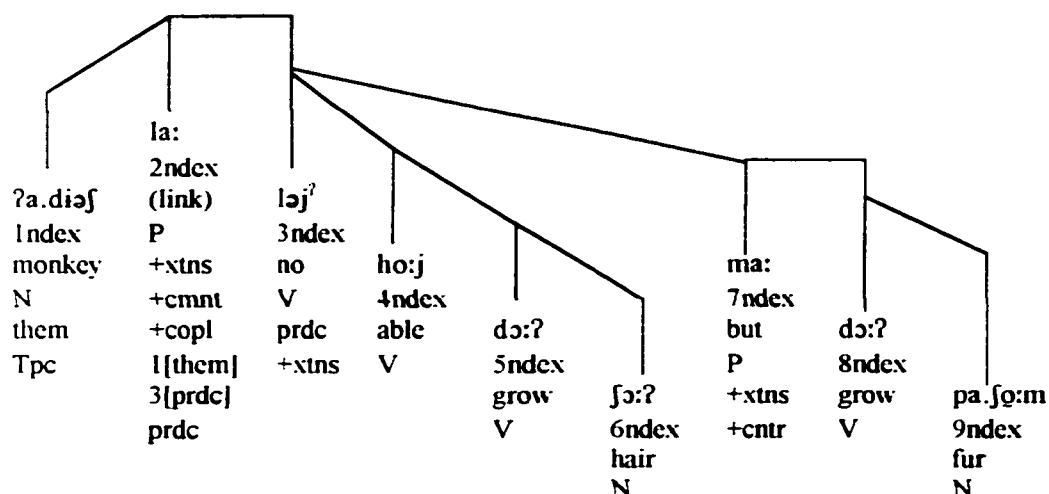 ʔa.diəʃ
1ndex
monkey
N
them
Tpc
la:
2ndex
(link)
P
+xtns
+cmnt
+copl
1[them]
3[prdc]
prdc
ləjˀ
3ndex
no
V
prdc
+xtns
ho:j
4ndex
able
V
dɔ:ʔ
5ndex
grow
V
ʃɔ:ʔ
6ndex
hair
N
ma:
7ndex
but
P
+xtns
+cntr
dɔ:ʔ
8ndex
grow
V
pa.ʃo̤:m
9ndex
fur
N